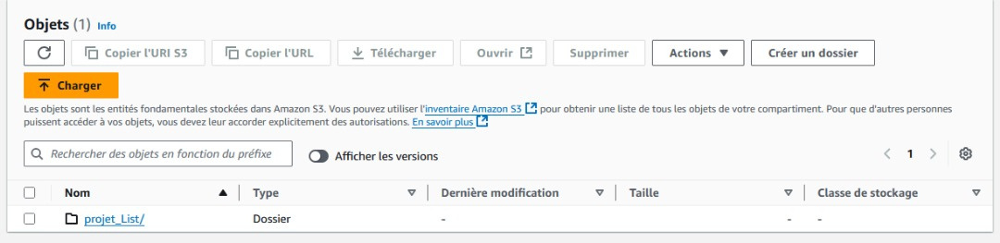 Objets (1) Info
Copier l'URI S3 Copier l'URL Télécharger Ouvrir Supprimer Actions Créer un dossier
Charger
Les objets sont les entités fondamentales stockées dans Amazon S3. Vous pouvez utiliser l'inventaire Amazon S3 pour obtenir une liste de tous les objets de votre compartiment. Pour que d'autres personnes
puissent accéder à vos objets, vous devez leur accorder explicitement des autorisations. En savoir plus
Rechercher des objets en fonction du préfixe Afficher les versions 1
Nom Type Dernière modification Taille Classe de stockage
projet_List/ Dossier - - -